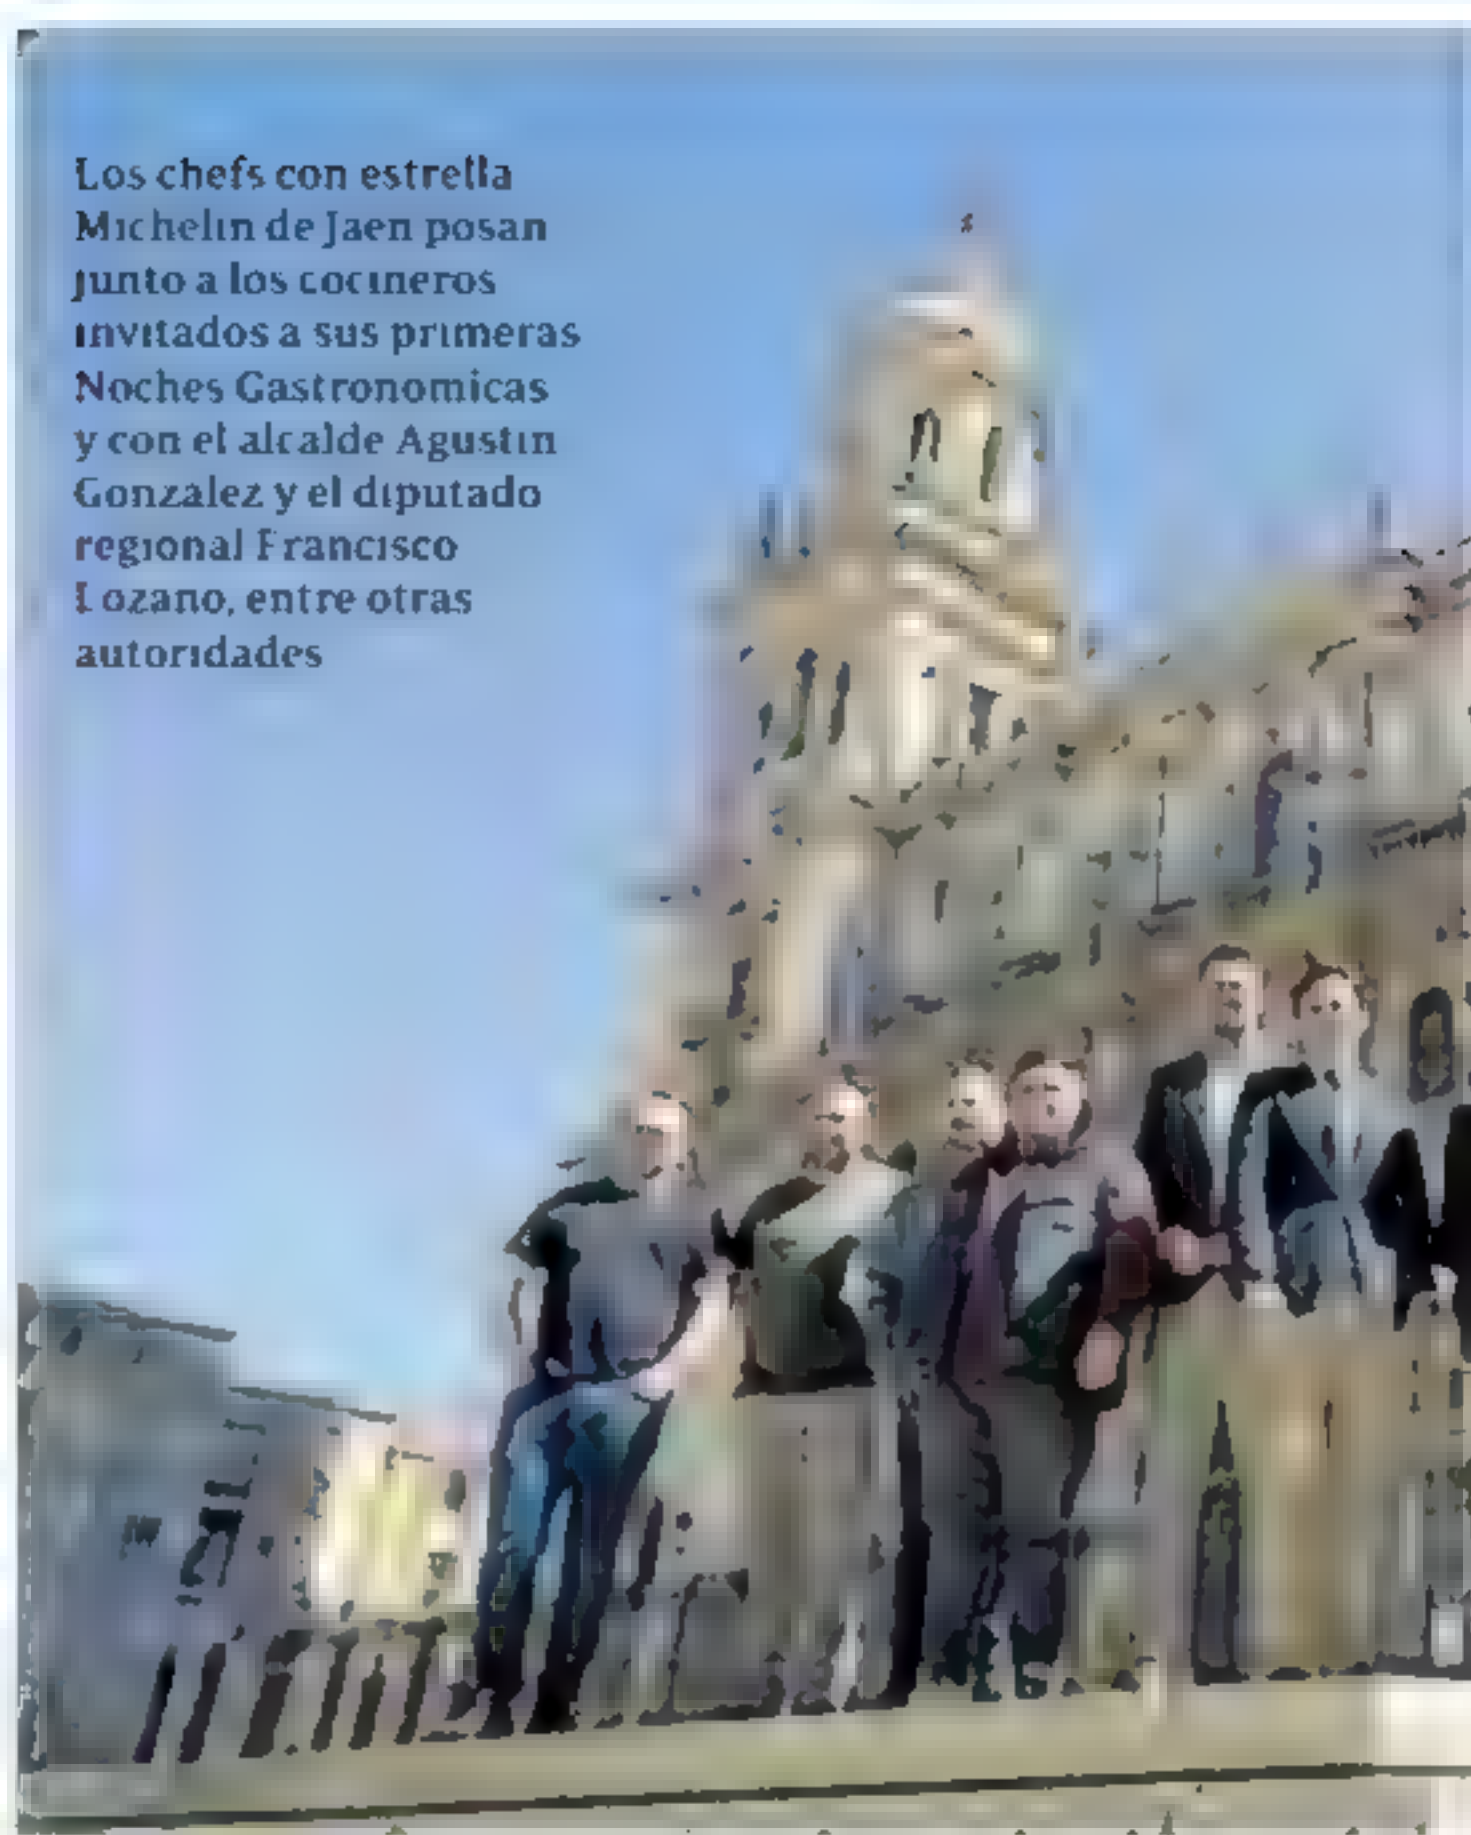 Los chefs con estrella
Michelin de Jaen posan
junto a los cocineros
invitados a sus primeras
Noches Gastronomicas
y con el alcalde Agustin
Gonzalez y el diputado
regional Francisco
Lozano, entre otras
autoridades